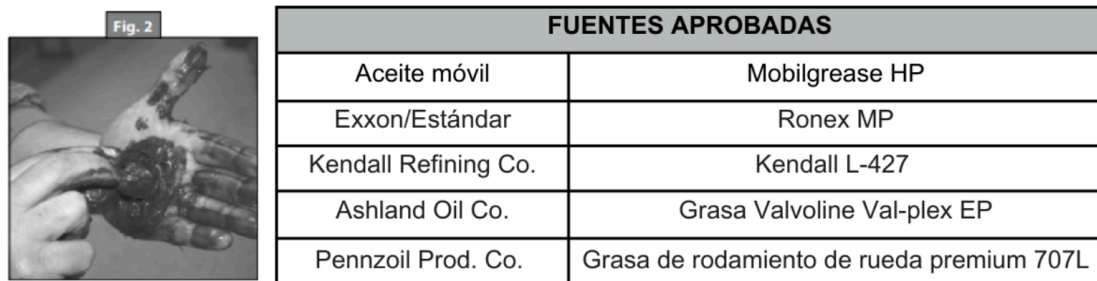 Fig. 2
FUENTES APROBADAS
Aceite móvil Mobilgrease HP
Exxon/Estándar Ronex MP
Kendall Refining Co. Kendall L-427
Ashland Oil Co. Grasa Valvoline Val-plex EP
Pennzoil Prod. Co. Grasa de rodamiento de rueda premium 707L